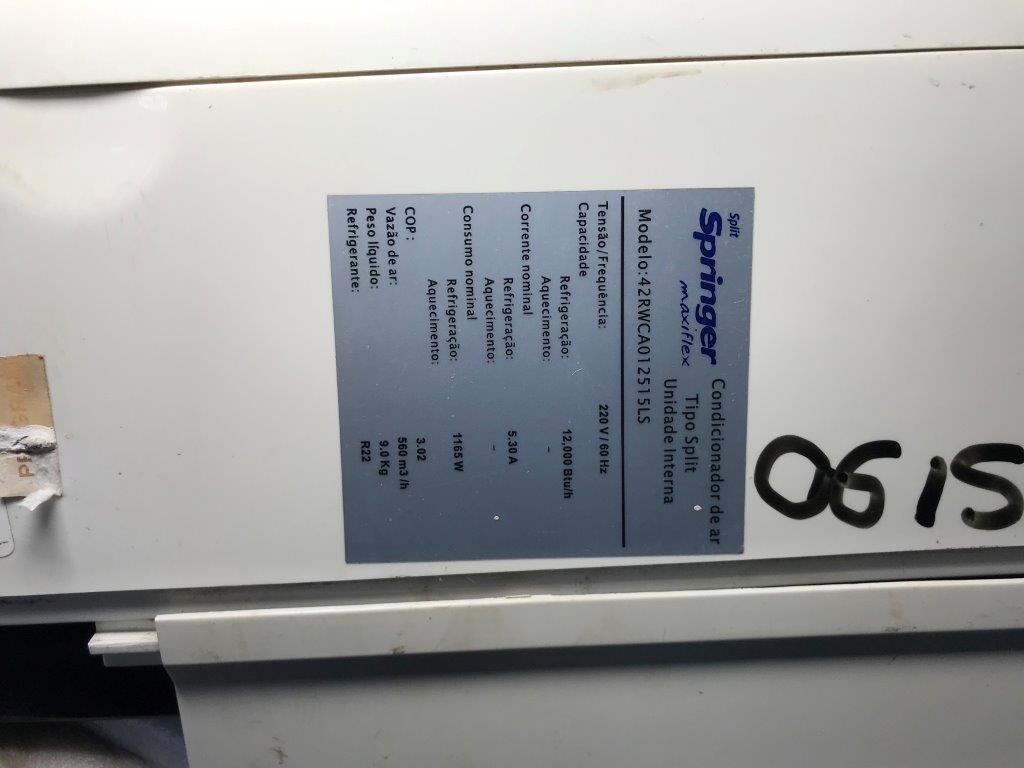 Split
Springer
maxiflex
Condicionador de ar
Tipo Split
Unidade Interna
Modelo:42RWCA012515LS
Tensão/Frequência: 220 V / 60 Hz
Capacidade
Refrigeração: 12,000 Btu/h
Aquecimento: -
Corrente nominal
Refrigeração: 5.30 A
Aquecimento: -
Consumo nominal
Refrigeração: 1165 W
Aquecimento:
COP : 3.02
Vazão de ar: 560 m3 /h
Peso líquido: 9.0 Kg
Refrigerante: R22
06 15